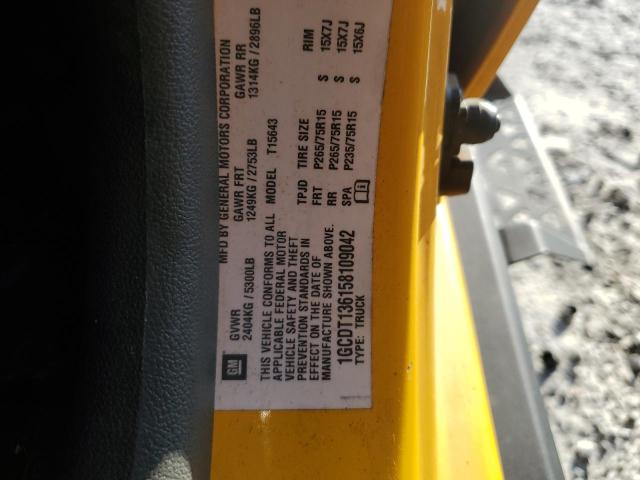 GM
MFD BY GENERAL MOTORS CORPORATION
GVWR GAWR FRT GAWR RR
2404KG / 5300LB 1249KG / 2753LB 1314KG / 2896LB
THIS VEHICLE CONFORMS TO ALL
APPLICABLE FEDERAL MOTOR
VEHICLE SAFETY AND THEFT
PREVENTION STANDARDS IN
EFFECT ON THE DATE OF
MANUFACTURE SHOWN ABOVE.
1GCDT136158109042
TYPE: TRUCK
MODEL T15643
TPJD TIRE SIZE RIM
FRT P265/75R15 S 15X7J
RR P265/75R15 S 15X7J
SPA P235/75R15 S 15X6J